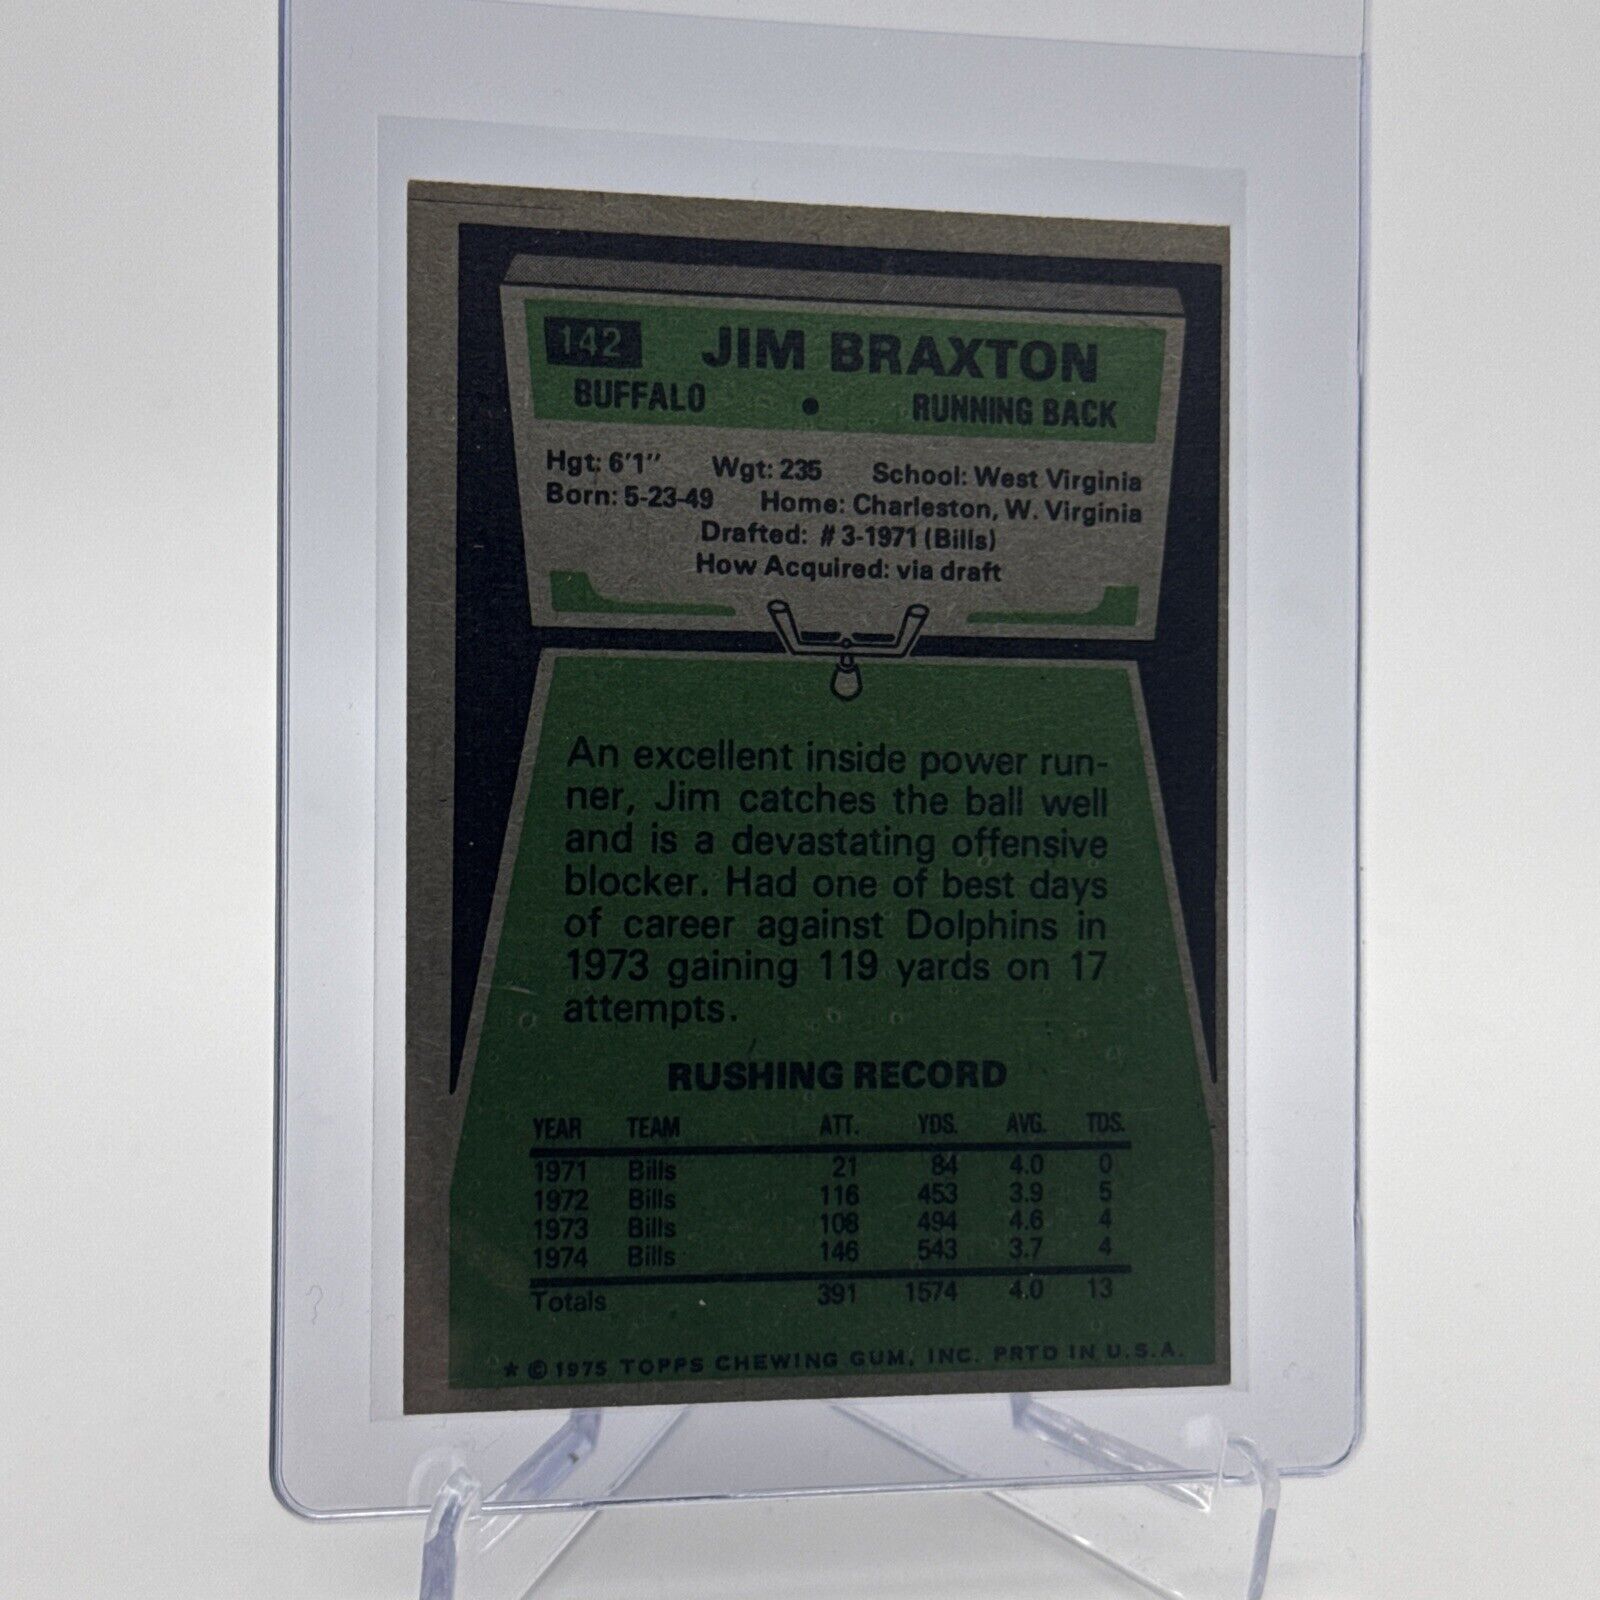 142 JIM BRAXTON
BUFFALO • RUNNING BACK
Hgt: 6'1" Wgt: 235 School: West Virginia
Born: 5-23-49 Home: Charleston, W. Virginia
Drafted: #3-1971 (Bills)
How Acquired: via draft
An excellent inside power run-
ner, Jim catches the ball well
and is a devastating offensive
blocker. Had one of best days
of career against Dolphins in
1973 gaining 119 yards on 17
attempts.
RUSHING RECORD
YEAR TEAM ATT. YDS. AVG. TDS.
1971 Bills 21 84 4.0 0
1972 Bills 116 453 3.9 5
1973 Bills 108 494 4.6 4
1974 Bills 146 543 3.7 4
Totals 391 1574 4.0 13
* © 1975 TOPPS CHEWING GUM, INC. PRTD IN U.S.A.